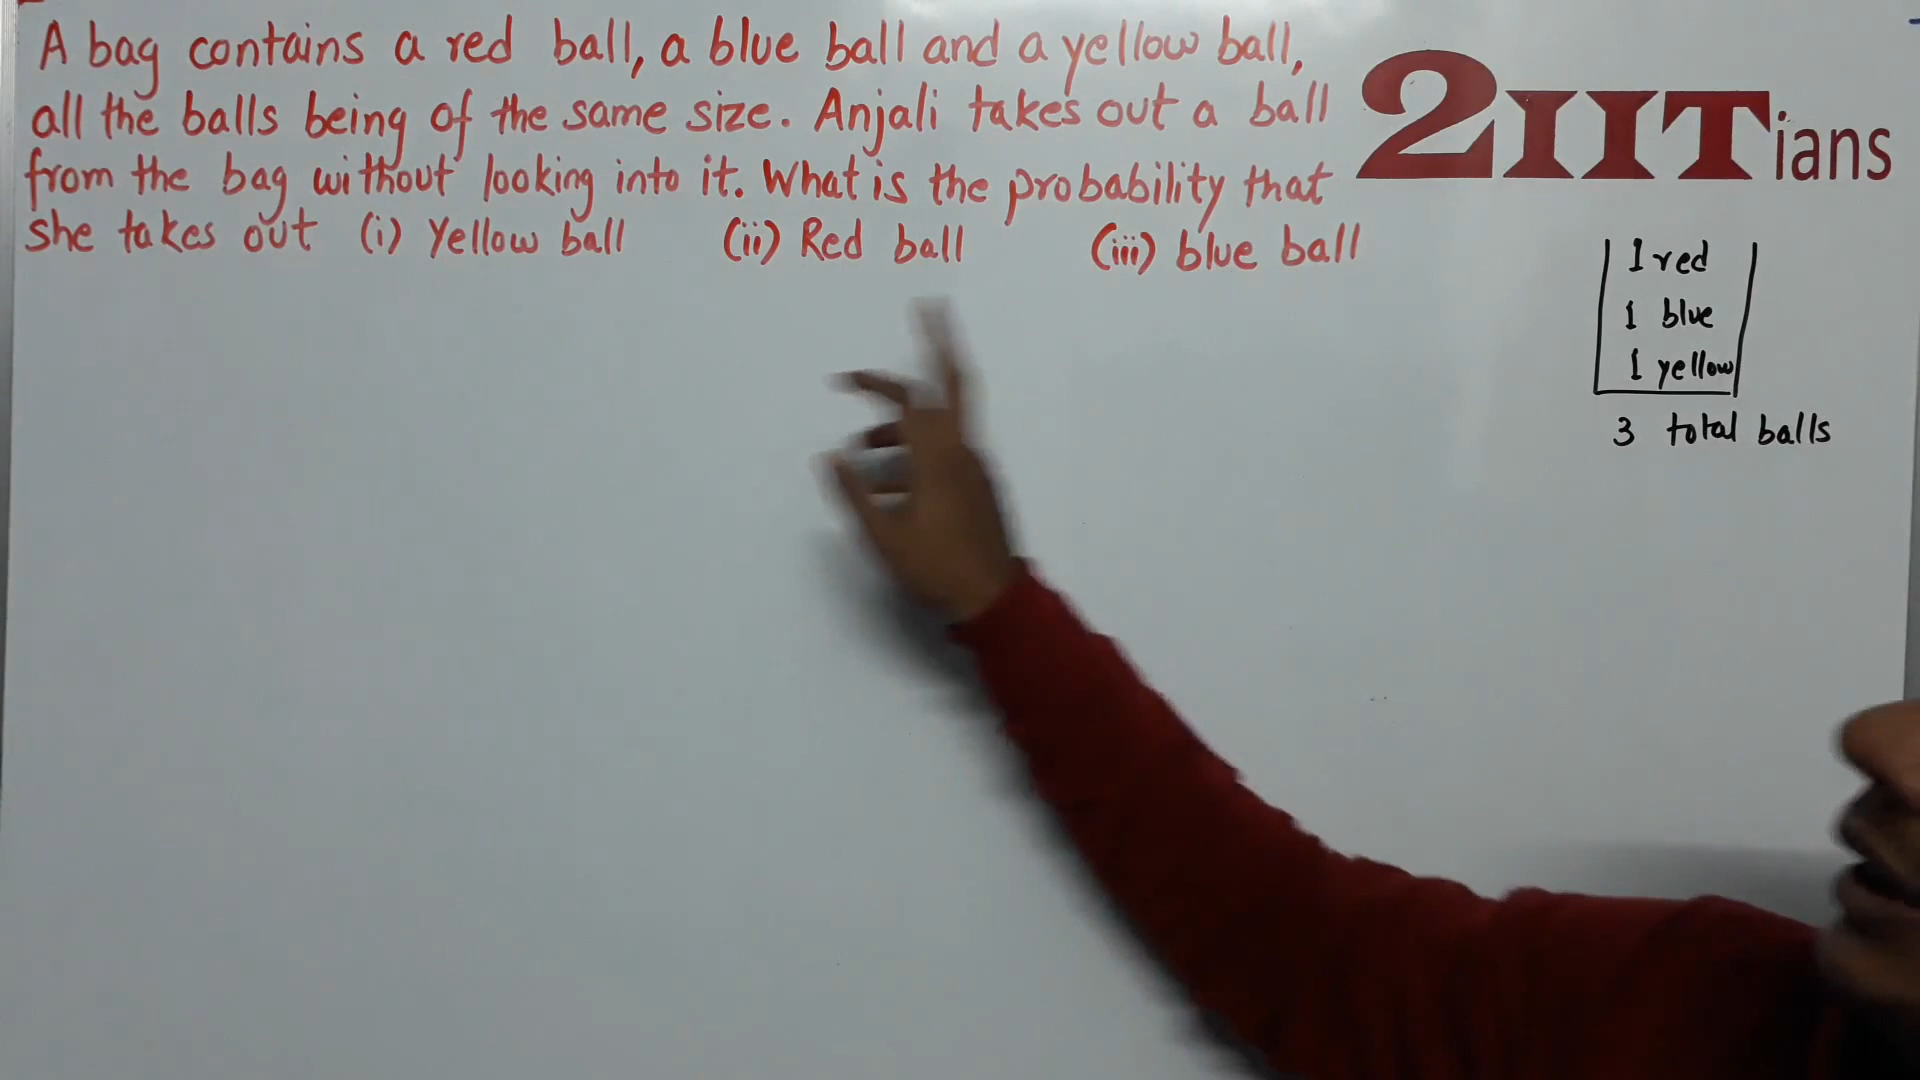 A bag contains a red ball, a blue ball and a yellow ball,
all the balls being of the same size. Anjali takes out a ball
from the bag without looking into it. What is the probability that
she takes out (i) Yellow ball (ii) Red ball (iii) blue ball
2IITians
1 red
1 blue
1 yellow
3 total balls